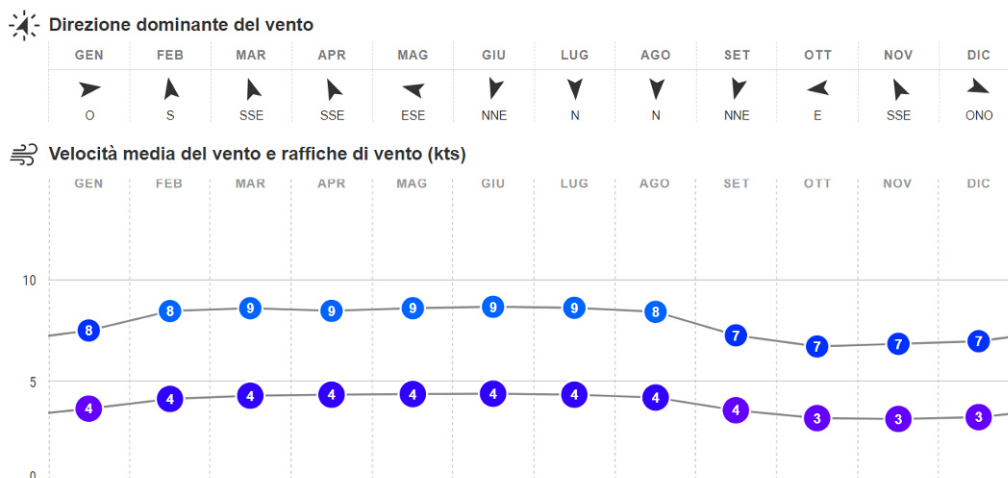 Direzione dominante del vento
GEN FEB MAR APR MAG GIU LUG AGO SET OTT NOV DIC
O S SSE SSE ESE NNE N N NNE E SSE ONO
Velocità media del vento e raffiche di vento (kts)
GEN FEB MAR APR MAG GIU LUG AGO SET OTT NOV DIC
10
8 8 9 9 9 9 9 8 7 7 7 7
5
4 4 4 4 4 4 4 4 4 3 3 3
0